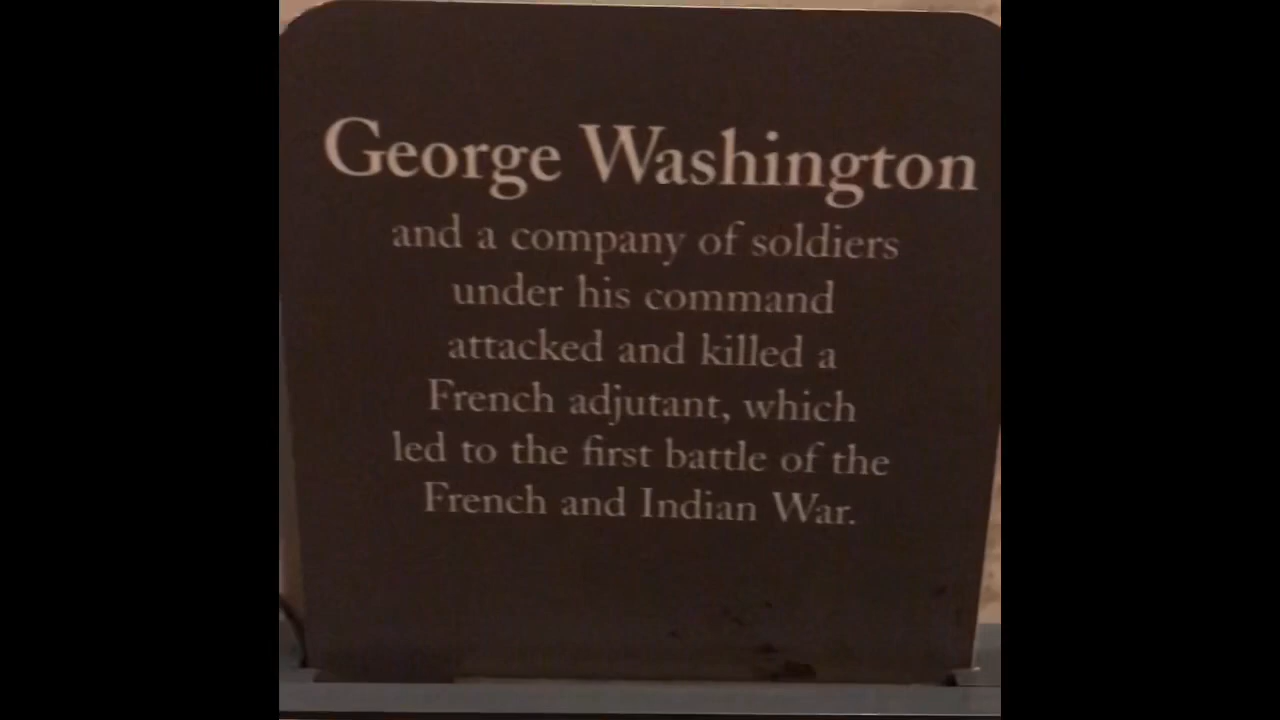 George Washington
and a company of soldiers
under his command
attacked and killed a
French adjutant, which
led to the first battle of the
French and Indian War.